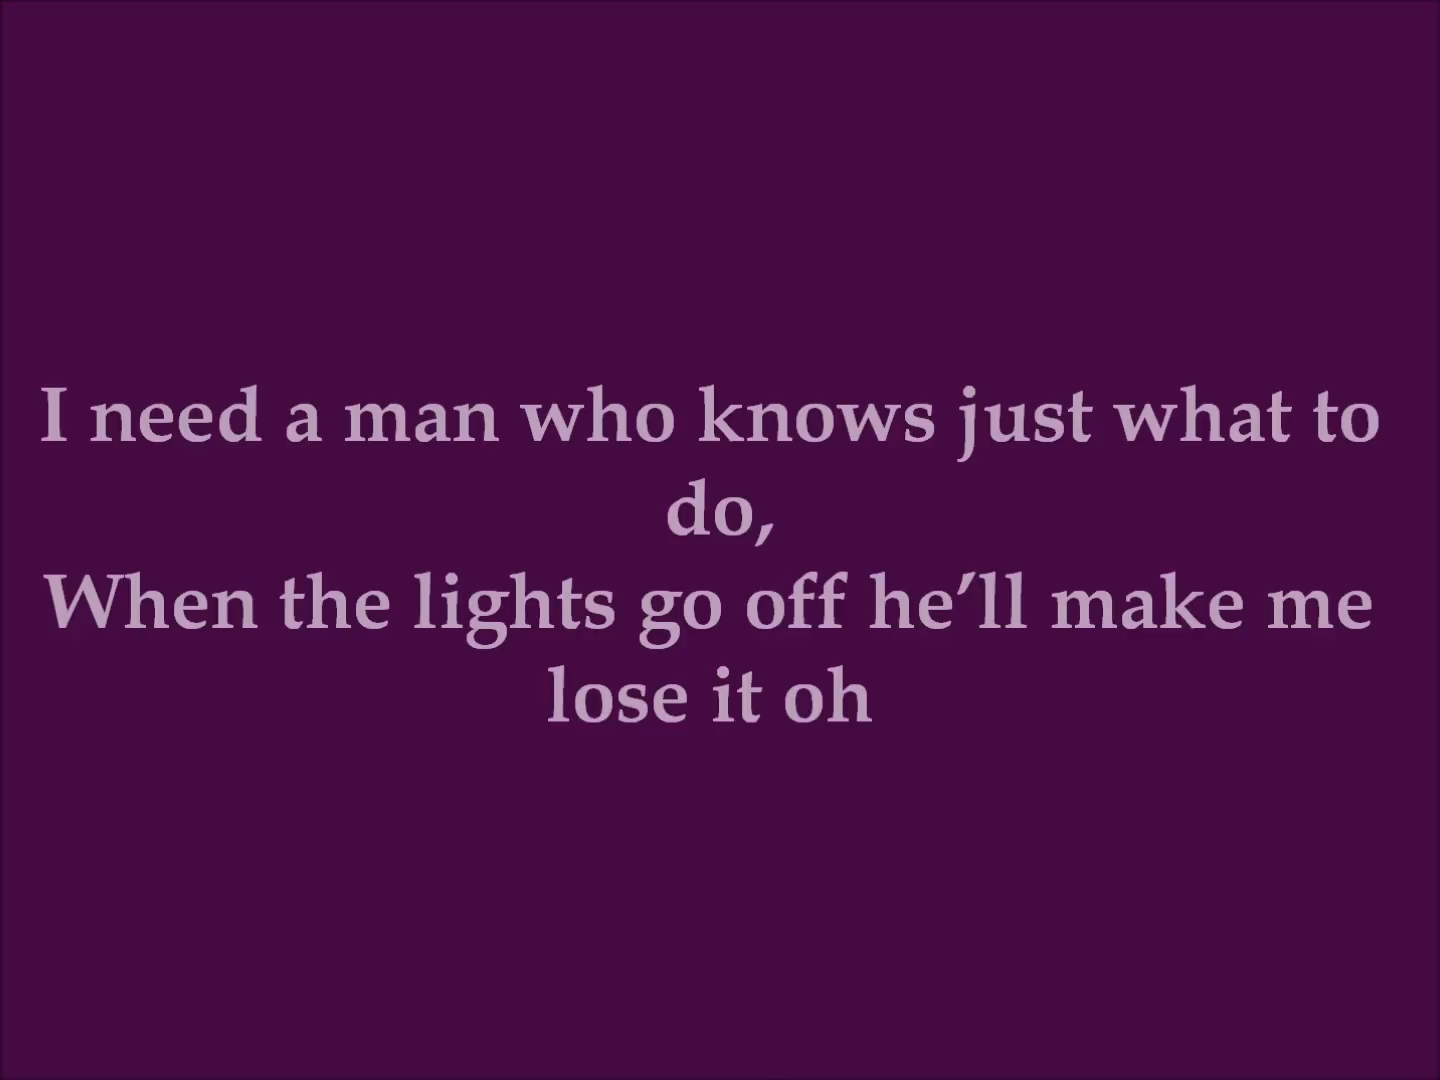 I need a man who knows just what to
do,
When the lights go off he’ll make me
lose it oh